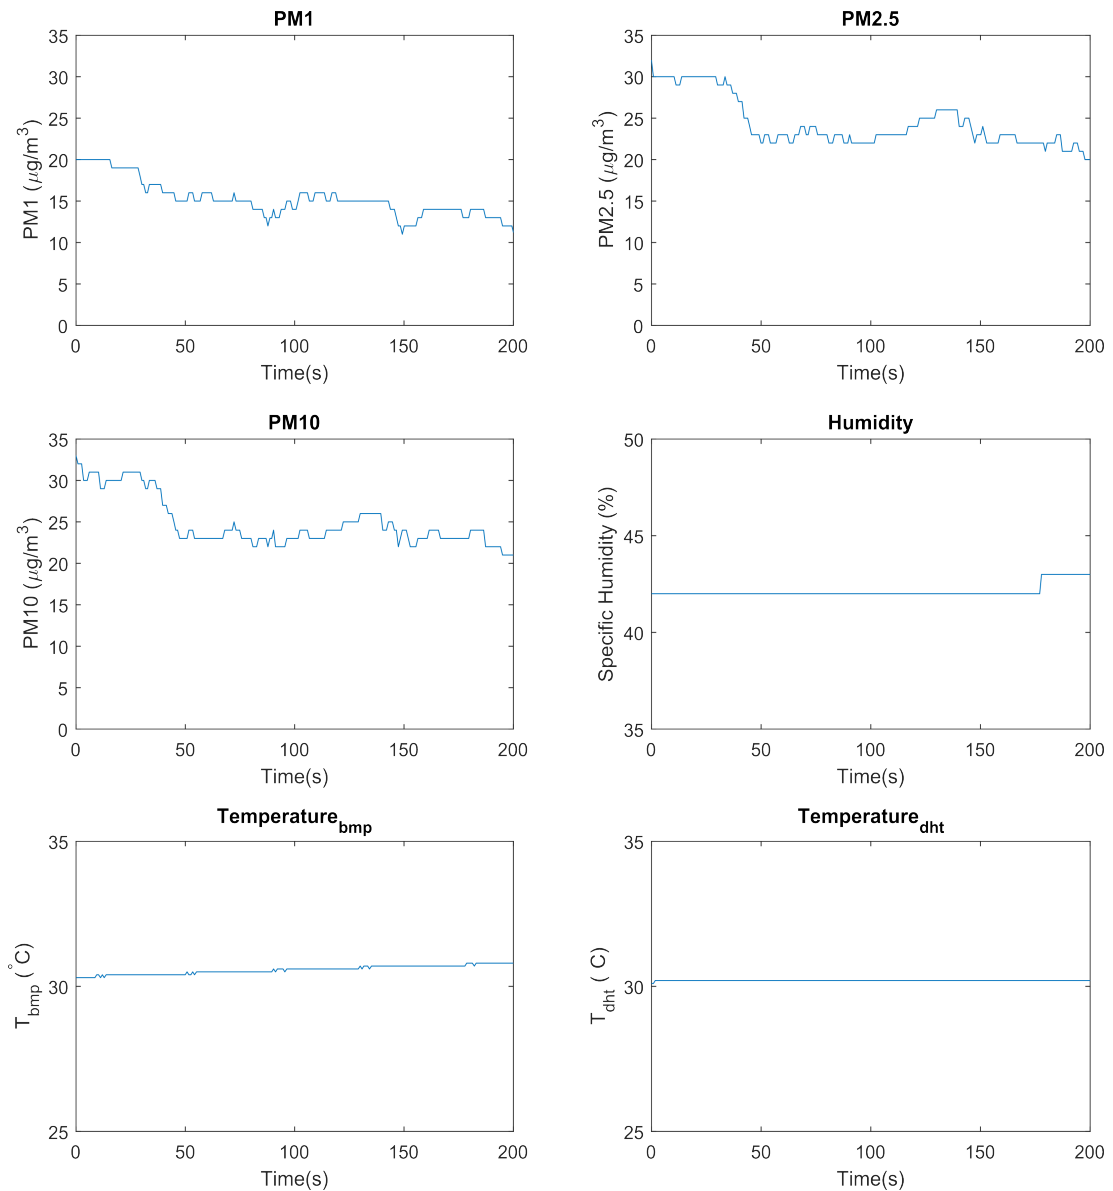 PM1
PM1 (μg/m³)
35
30
25
20
15
10
5
0
0 50 100 150 200
Time(s)
PM2.5
PM2.5 (μg/m³)
35
30
25
20
15
10
5
0
0 50 100 150 200
Time(s)
PM10
PM10 (μg/m³)
35
30
25
20
15
10
5
0
0 50 100 150 200
Time(s)
Humidity
Specific Humidity (%)
50
45
40
35
0 50 100 150 200
Time(s)
Temperature_bmp
T_bmp (°C)
35
30
25
0 50 100 150 200
Time(s)
Temperature_dht
T_dht ( C)
35
30
25
0 50 100 150 200
Time(s)